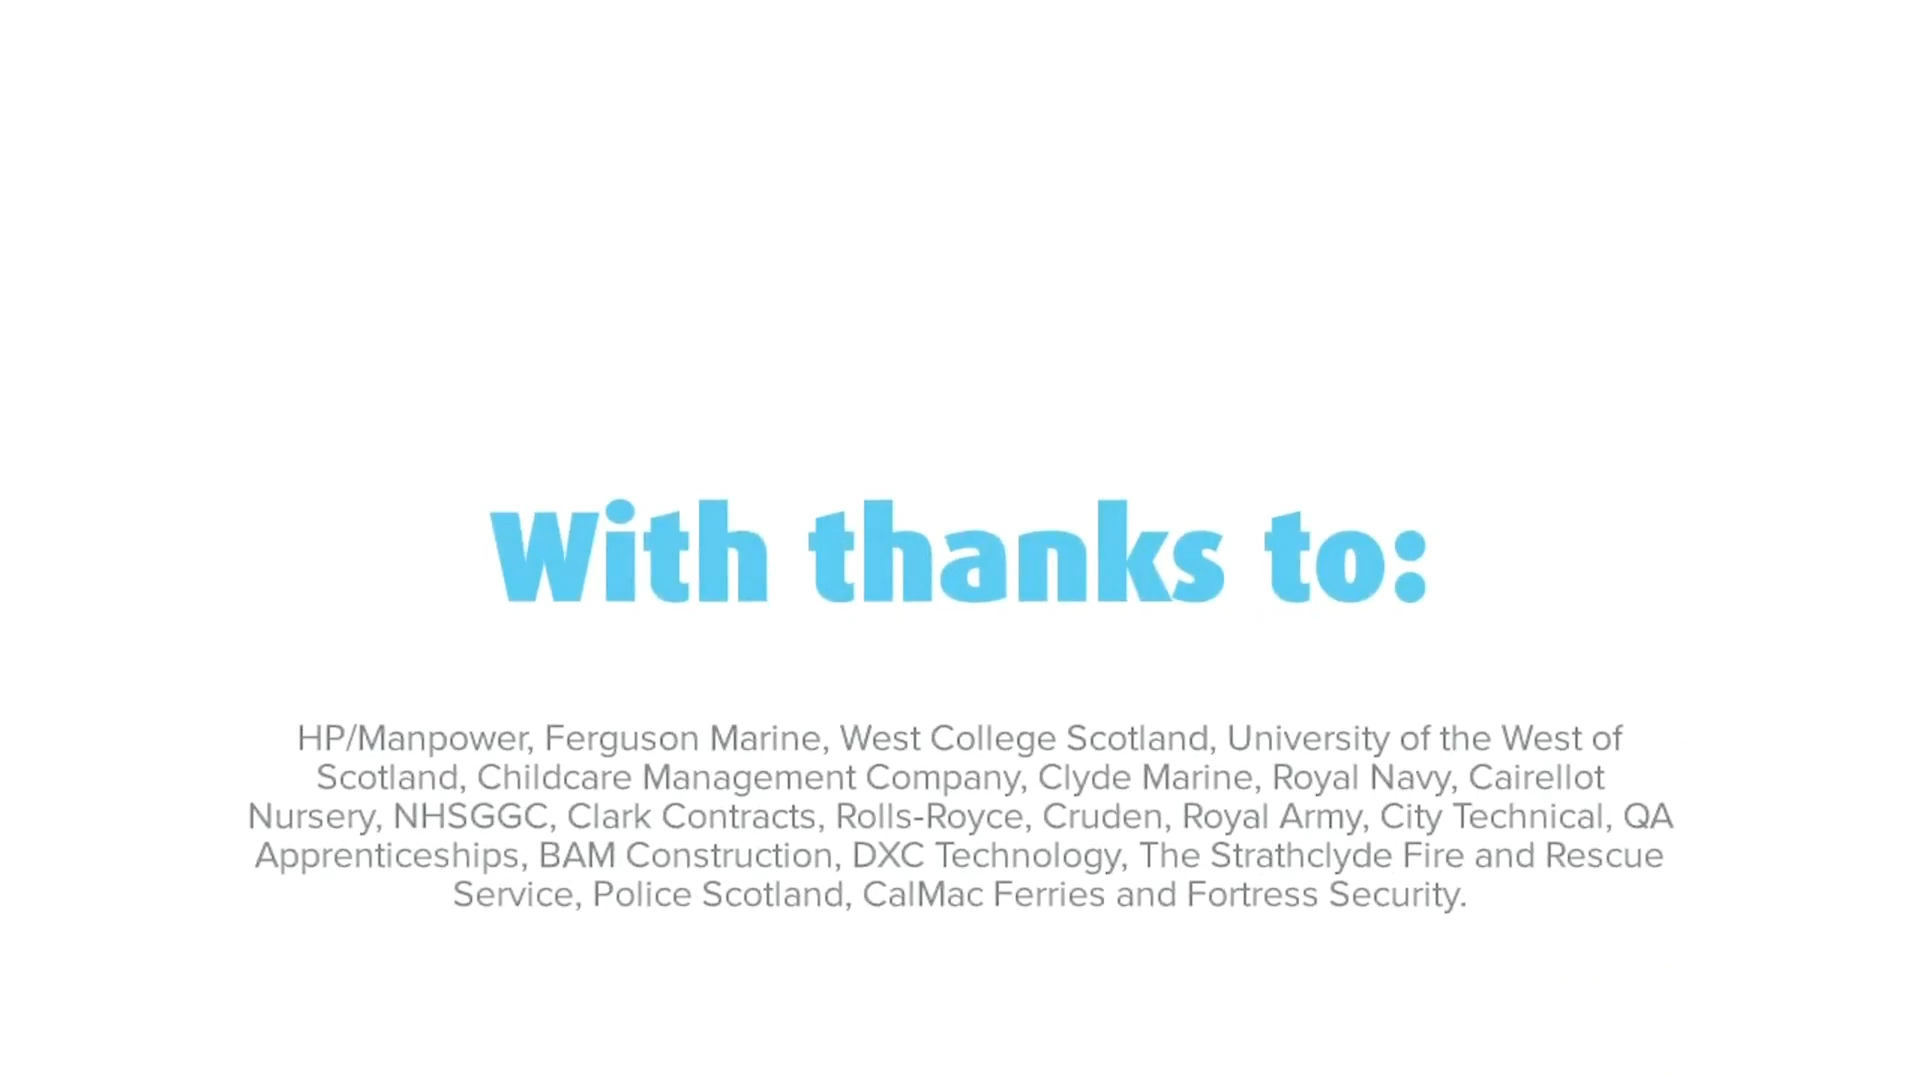 With thanks to:
HP/Manpower, Ferguson Marine, West College Scotland, University of the West of
Scotland, Childcare Management Company, Clyde Marine, Royal Navy, Cairellot
Nursery, NHSGGC, Clark Contracts, Rolls-Royce, Cruden, Royal Army, City Technical, QA
Apprenticeships, BAM Construction, DXC Technology, The Strathclyde Fire and Rescue
Service, Police Scotland, CalMac Ferries and Fortress Security.